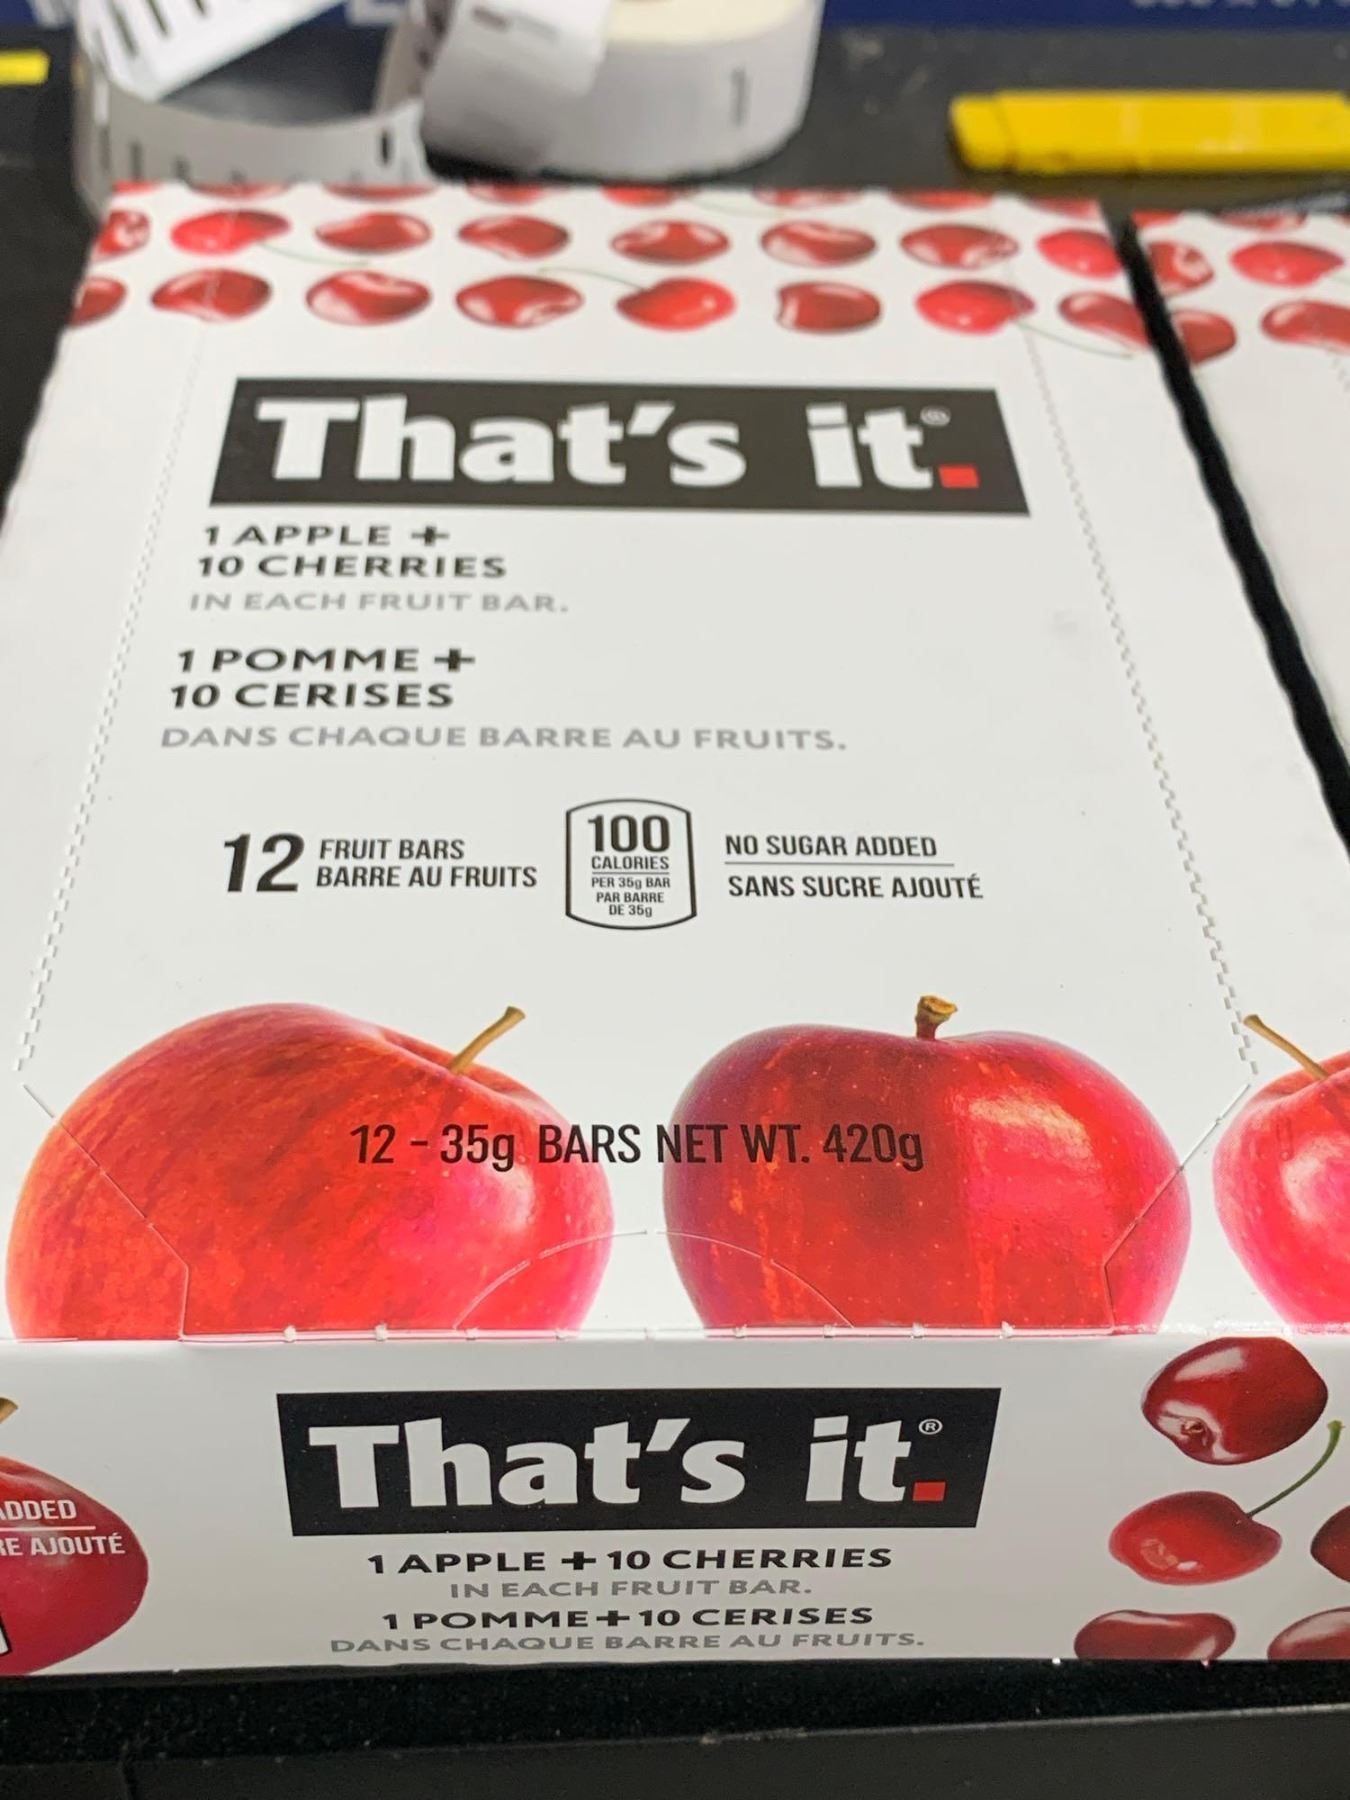 That's it.®
1 APPLE +
10 CHERRIES
IN EACH FRUIT BAR.
1 POMME +
10 CERISES
DANS CHAQUE BARRE AU FRUITS.
12 FRUIT BARS
BARRE AU FRUITS
100
CALORIES
PER 35g BAR
PAR BARRE
DE 35g
NO SUGAR ADDED
SANS SUCRE AJOUTÉ
12 - 35g BARS NET WT. 420g
That's it.®
1 APPLE + 10 CHERRIES
IN EACH FRUIT BAR.
1 POMME + 10 CERISES
DANS CHAQUE BARRE AU FRUITS.
AJOUTÉ